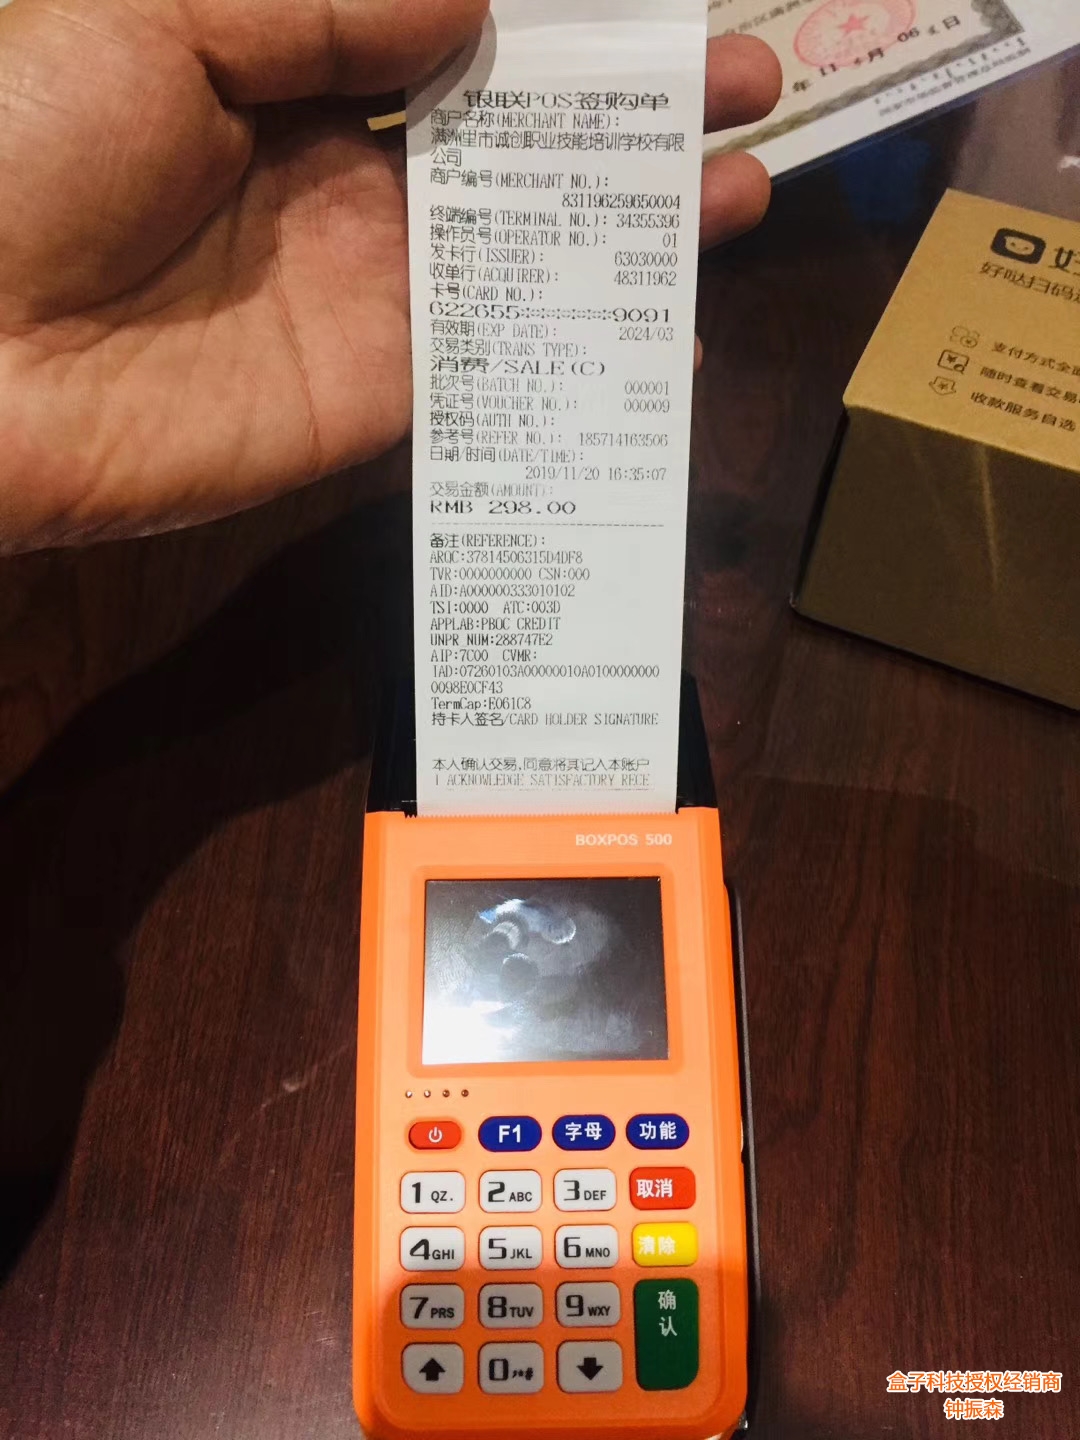 银联POS签购单
商户名称(MERCHANT NAME):
满洲里市诚创职业技能培训学校有限
公司
商户编号(MERCHANT NO.):
831196259650004
终端编号(TERMINAL NO.): 34355396
操作员号(OPERATOR NO.): 01
发卡行(ISSUER): 63030000
收单行(ACQUIRER): 48311962
卡号(CARD NO.):
622655******9091
有效期(EXP DATE): 2024/03
交易类别(TRANS TYPE):
消费/SALE(C)
批次号(BATCH NO.): 000001
凭证号(VOUCHER NO.): 000009
授权码(AUTH NO.):
参考号(REFER NO.): 185714163506
日期/时间(DATE/TIME):
2019/11/20 16:35:07
交易金额(AMOUNT):
RMB 298.00
备注(REFERENCE):
ARQC:37814506315D4DF8
TVR:0000000000 CSN:000
AID:A000000333010102
TSI:0000 ATC:003D
APPLAB:PBOC CREDIT
UNPR NUM:288747E2
AIP:7C00 CVMR:
IAD:07260103A00000010A0100000000
0098E0CF43
TermCap:E061C8
持卡人签名/CARD HOLDER SIGNATURE
本人确认交易,同意将其记入本账户
I ACKNOWLEDGE SATISFACTORY RECE
年 11 月 06 日
好哒扫码
支付方式全
随时查看交易
收款服务自选
BOXPOS 500
F1 字母 功能
1 QZ. 2 ABC 3 DEF 取消
4 GHI 5 JKL 6 MNO 清除
7 PRS 8 TUV 9 WXY 确认
0 ,*#
盒子科技授权经销商
钟振森